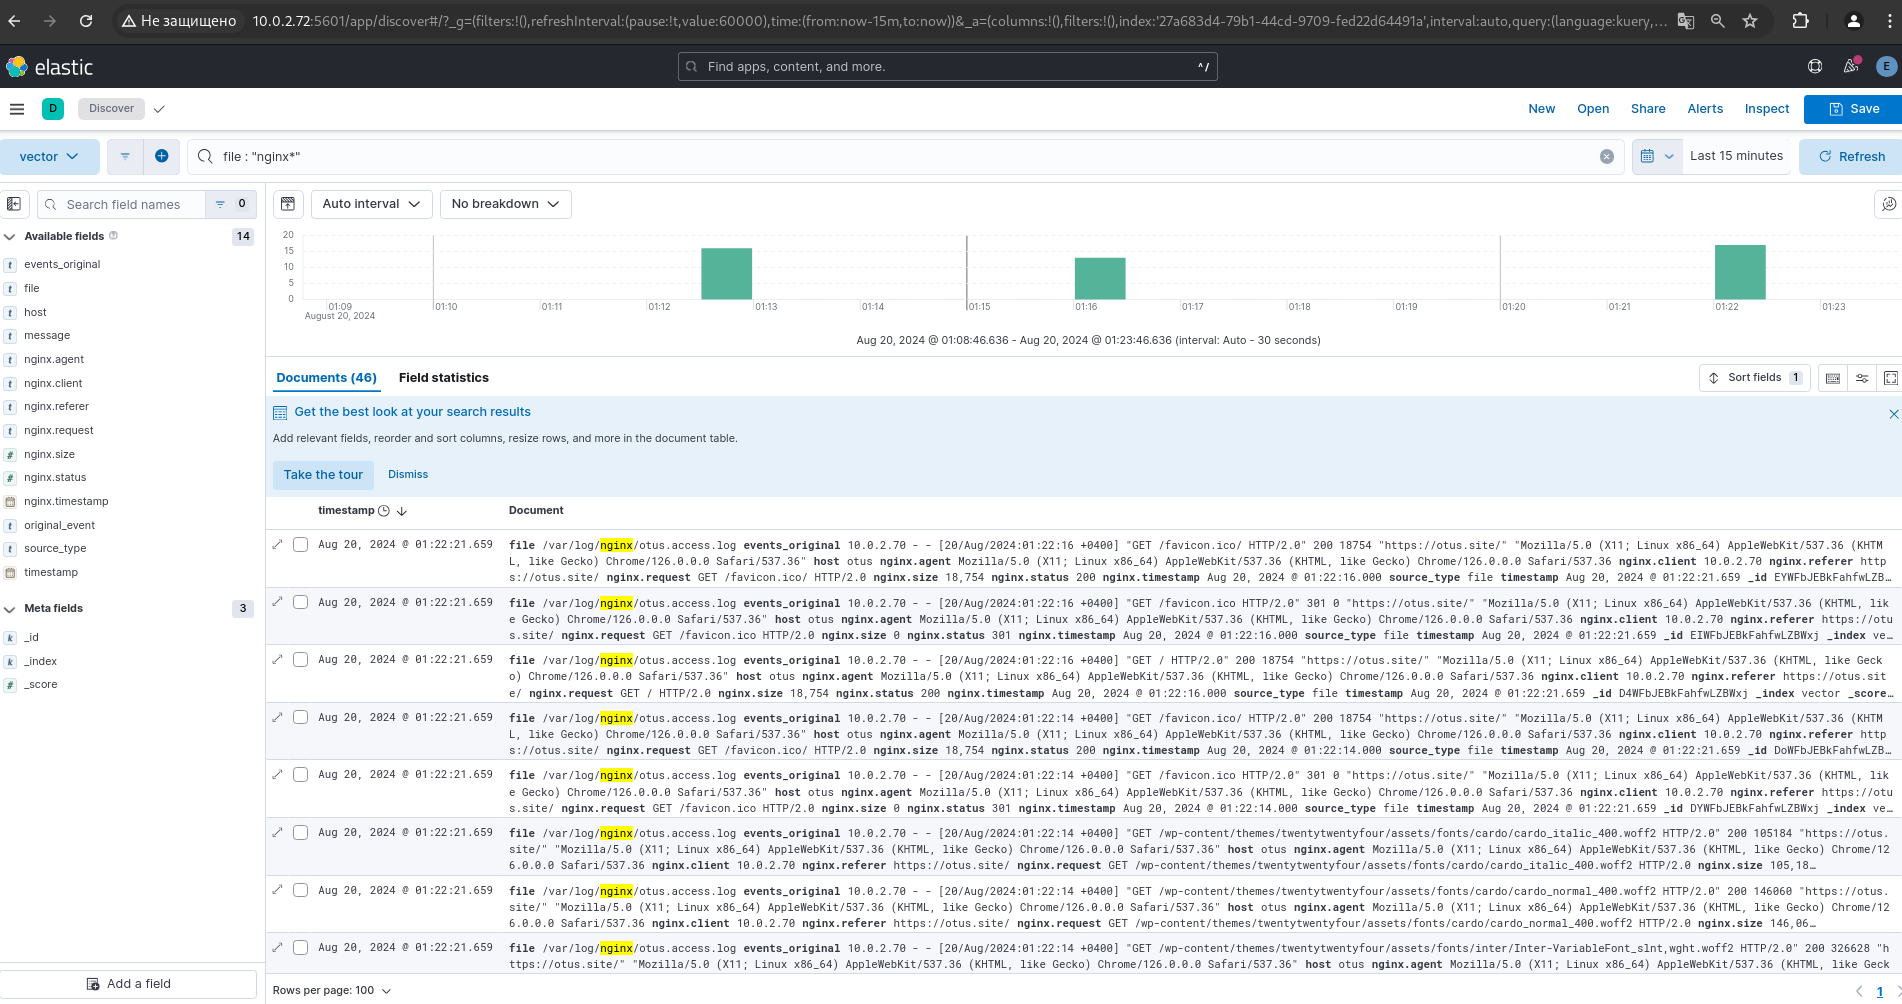 Не защищено 10.0.2.72:5601/app/discover#/?_g=(filters:!(),refreshInterval:(pause:!t,value:60000),time:(from:now-15m,to:now))&_a=(columns:!(),filters:!(),index:'27a683d4-79b1-44cd-9709-fed22d64491a',interval:auto,query:(language:kuery,...
elastic Find apps, content, and more. ^/ E
D Discover New Open Share Alerts Inspect Save
vector file : "nginx*" Last 15 minutes Refresh
Search field names 0 Auto interval No breakdown
Available fields 14
events_original
file
host
message
nginx.agent
nginx.client
nginx.referer
nginx.request
nginx.size
nginx.status
nginx.timestamp
original_event
source_type
timestamp
Meta fields 3
_id
_index
_score
Add a field
20
15
10
5
0
01:09 01:10 01:11 01:12 01:13 01:14 01:15 01:16 01:17 01:18 01:19 01:20 01:21 01:22 01:23
August 20, 2024
Aug 20, 2024 @ 01:08:46.636 - Aug 20, 2024 @ 01:23:46.636 (interval: Auto - 30 seconds)
Documents (46) Field statistics Sort fields 1
Get the best look at your search results
Add relevant fields, reorder and sort columns, resize rows, and more in the document table.
Take the tour Dismiss
timestamp Document
Aug 20, 2024 @ 01:22:21.659 file /var/log/nginx/otus.access.log events_original 10.0.2.70 - - [20/Aug/2024:01:22:16 +0400] "GET /favicon.ico/ HTTP/2.0" 200 18754 "https://otus.site/" "Mozilla/5.0 (X11; Linux x86_64) AppleWebKit/537.36 (KHTM
L, like Gecko) Chrome/126.0.0.0 Safari/537.36" host otus nginx.agent Mozilla/5.0 (X11; Linux x86_64) AppleWebKit/537.36 (KHTML, like Gecko) Chrome/126.0.0.0 Safari/537.36 nginx.client 10.0.2.70 nginx.referer http
s://otus.site/ nginx.request GET /favicon.ico/ HTTP/2.0 nginx.size 18,754 nginx.status 200 nginx.timestamp Aug 20, 2024 @ 01:22:16.000 source_type file timestamp Aug 20, 2024 @ 01:22:21.659 _id EYWFbJEBkFahfwLZB…
Aug 20, 2024 @ 01:22:21.659 file /var/log/nginx/otus.access.log events_original 10.0.2.70 - - [20/Aug/2024:01:22:16 +0400] "GET /favicon.ico HTTP/2.0" 301 0 "https://otus.site/" "Mozilla/5.0 (X11; Linux x86_64) AppleWebKit/537.36 (KHTML, lik
e Gecko) Chrome/126.0.0.0 Safari/537.36" host otus nginx.agent Mozilla/5.0 (X11; Linux x86_64) AppleWebKit/537.36 (KHTML, like Gecko) Chrome/126.0.0.0 Safari/537.36 nginx.client 10.0.2.70 nginx.referer https://otu
s.site/ nginx.request GET /favicon.ico HTTP/2.0 nginx.size 0 nginx.status 301 nginx.timestamp Aug 20, 2024 @ 01:22:16.000 source_type file timestamp Aug 20, 2024 @ 01:22:21.659 _id EIWFbJEBkFahfwLZBWxj _index ve…
Aug 20, 2024 @ 01:22:21.659 file /var/log/nginx/otus.access.log events_original 10.0.2.70 - - [20/Aug/2024:01:22:16 +0400] "GET / HTTP/2.0" 200 18754 "https://otus.site/" "Mozilla/5.0 (X11; Linux x86_64) AppleWebKit/537.36 (KHTML, like Geck
o) Chrome/126.0.0.0 Safari/537.36" host otus nginx.agent Mozilla/5.0 (X11; Linux x86_64) AppleWebKit/537.36 (KHTML, like Gecko) Chrome/126.0.0.0 Safari/537.36 nginx.client 10.0.2.70 nginx.referer https://otus.sit
e/ nginx.request GET / HTTP/2.0 nginx.size 18,754 nginx.status 200 nginx.timestamp Aug 20, 2024 @ 01:22:16.000 source_type file timestamp Aug 20, 2024 @ 01:22:21.659 _id D4WFbJEBkFahfwLZBWxj _index vector _score…
Aug 20, 2024 @ 01:22:21.659 file /var/log/nginx/otus.access.log events_original 10.0.2.70 - - [20/Aug/2024:01:22:14 +0400] "GET /favicon.ico/ HTTP/2.0" 200 18754 "https://otus.site/" "Mozilla/5.0 (X11; Linux x86_64) AppleWebKit/537.36 (KHTM
L, like Gecko) Chrome/126.0.0.0 Safari/537.36" host otus nginx.agent Mozilla/5.0 (X11; Linux x86_64) AppleWebKit/537.36 (KHTML, like Gecko) Chrome/126.0.0.0 Safari/537.36 nginx.client 10.0.2.70 nginx.referer http
s://otus.site/ nginx.request GET /favicon.ico/ HTTP/2.0 nginx.size 18,754 nginx.status 200 nginx.timestamp Aug 20, 2024 @ 01:22:14.000 source_type file timestamp Aug 20, 2024 @ 01:22:21.659 _id DoWFbJEBkFahfwLZB…
Aug 20, 2024 @ 01:22:21.659 file /var/log/nginx/otus.access.log events_original 10.0.2.70 - - [20/Aug/2024:01:22:14 +0400] "GET /favicon.ico HTTP/2.0" 301 0 "https://otus.site/" "Mozilla/5.0 (X11; Linux x86_64) AppleWebKit/537.36 (KHTML, lik
e Gecko) Chrome/126.0.0.0 Safari/537.36" host otus nginx.agent Mozilla/5.0 (X11; Linux x86_64) AppleWebKit/537.36 (KHTML, like Gecko) Chrome/126.0.0.0 Safari/537.36 nginx.client 10.0.2.70 nginx.referer https://otu
s.site/ nginx.request GET /favicon.ico HTTP/2.0 nginx.size 0 nginx.status 301 nginx.timestamp Aug 20, 2024 @ 01:22:14.000 source_type file timestamp Aug 20, 2024 @ 01:22:21.659 _id DYWFbJEBkFahfwLZBWxj _index ve…
Aug 20, 2024 @ 01:22:21.659 file /var/log/nginx/otus.access.log events_original 10.0.2.70 - - [20/Aug/2024:01:22:14 +0400] "GET /wp-content/themes/twentytwentyfour/assets/fonts/cardo/cardo_italic_400.woff2 HTTP/2.0" 200 105184 "https://otus.
site/" "Mozilla/5.0 (X11; Linux x86_64) AppleWebKit/537.36 (KHTML, like Gecko) Chrome/126.0.0.0 Safari/537.36" host otus nginx.agent Mozilla/5.0 (X11; Linux x86_64) AppleWebKit/537.36 (KHTML, like Gecko) Chrome/12
6.0.0.0 Safari/537.36 nginx.client 10.0.2.70 nginx.referer https://otus.site/ nginx.request GET /wp-content/themes/twentytwentyfour/assets/fonts/cardo/cardo_italic_400.woff2 HTTP/2.0 nginx.size 105,18…
Aug 20, 2024 @ 01:22:21.659 file /var/log/nginx/otus.access.log events_original 10.0.2.70 - - [20/Aug/2024:01:22:14 +0400] "GET /wp-content/themes/twentytwentyfour/assets/fonts/cardo/cardo_normal_400.woff2 HTTP/2.0" 200 146060 "https://otus.
site/" "Mozilla/5.0 (X11; Linux x86_64) AppleWebKit/537.36 (KHTML, like Gecko) Chrome/126.0.0.0 Safari/537.36" host otus nginx.agent Mozilla/5.0 (X11; Linux x86_64) AppleWebKit/537.36 (KHTML, like Gecko) Chrome/12
6.0.0.0 Safari/537.36 nginx.client 10.0.2.70 nginx.referer https://otus.site/ nginx.request GET /wp-content/themes/twentytwentyfour/assets/fonts/cardo/cardo_normal_400.woff2 HTTP/2.0 nginx.size 146,06…
Aug 20, 2024 @ 01:22:21.659 file /var/log/nginx/otus.access.log events_original 10.0.2.70 - - [20/Aug/2024:01:22:14 +0400] "GET /wp-content/themes/twentytwentyfour/assets/fonts/inter/Inter-VariableFont_slnt,wght.woff2 HTTP/2.0" 200 326628 "h
ttps://otus.site/" "Mozilla/5.0 (X11; Linux x86_64) AppleWebKit/537.36 (KHTML, like Gecko) Chrome/126.0.0.0 Safari/537.36" host otus nginx.agent Mozilla/5.0 (X11; Linux x86_64) AppleWebKit/537.36 (KHTML, like Geck
Rows per page: 100 1